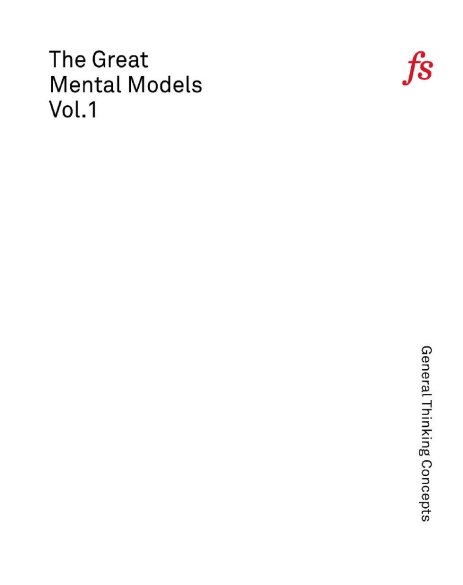 The Great
Mental Models
Vol.1
fs
General Thinking Concepts